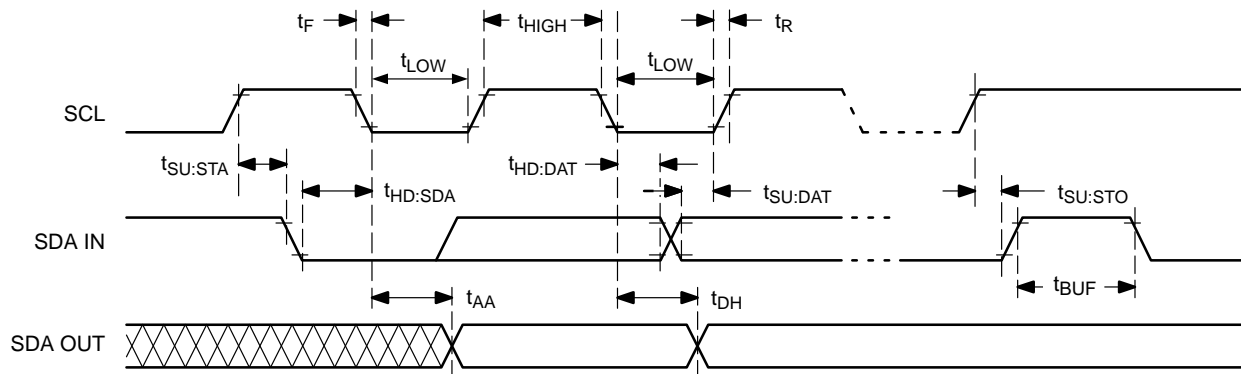 tF
tHIGH
tR
tLOW
tLOW
SCL
tSU:STA
tHD:SDA
tHD:DAT
tSU:DAT
tSU:STO
SDA IN
tAA
tDH
tBUF
SDA OUT